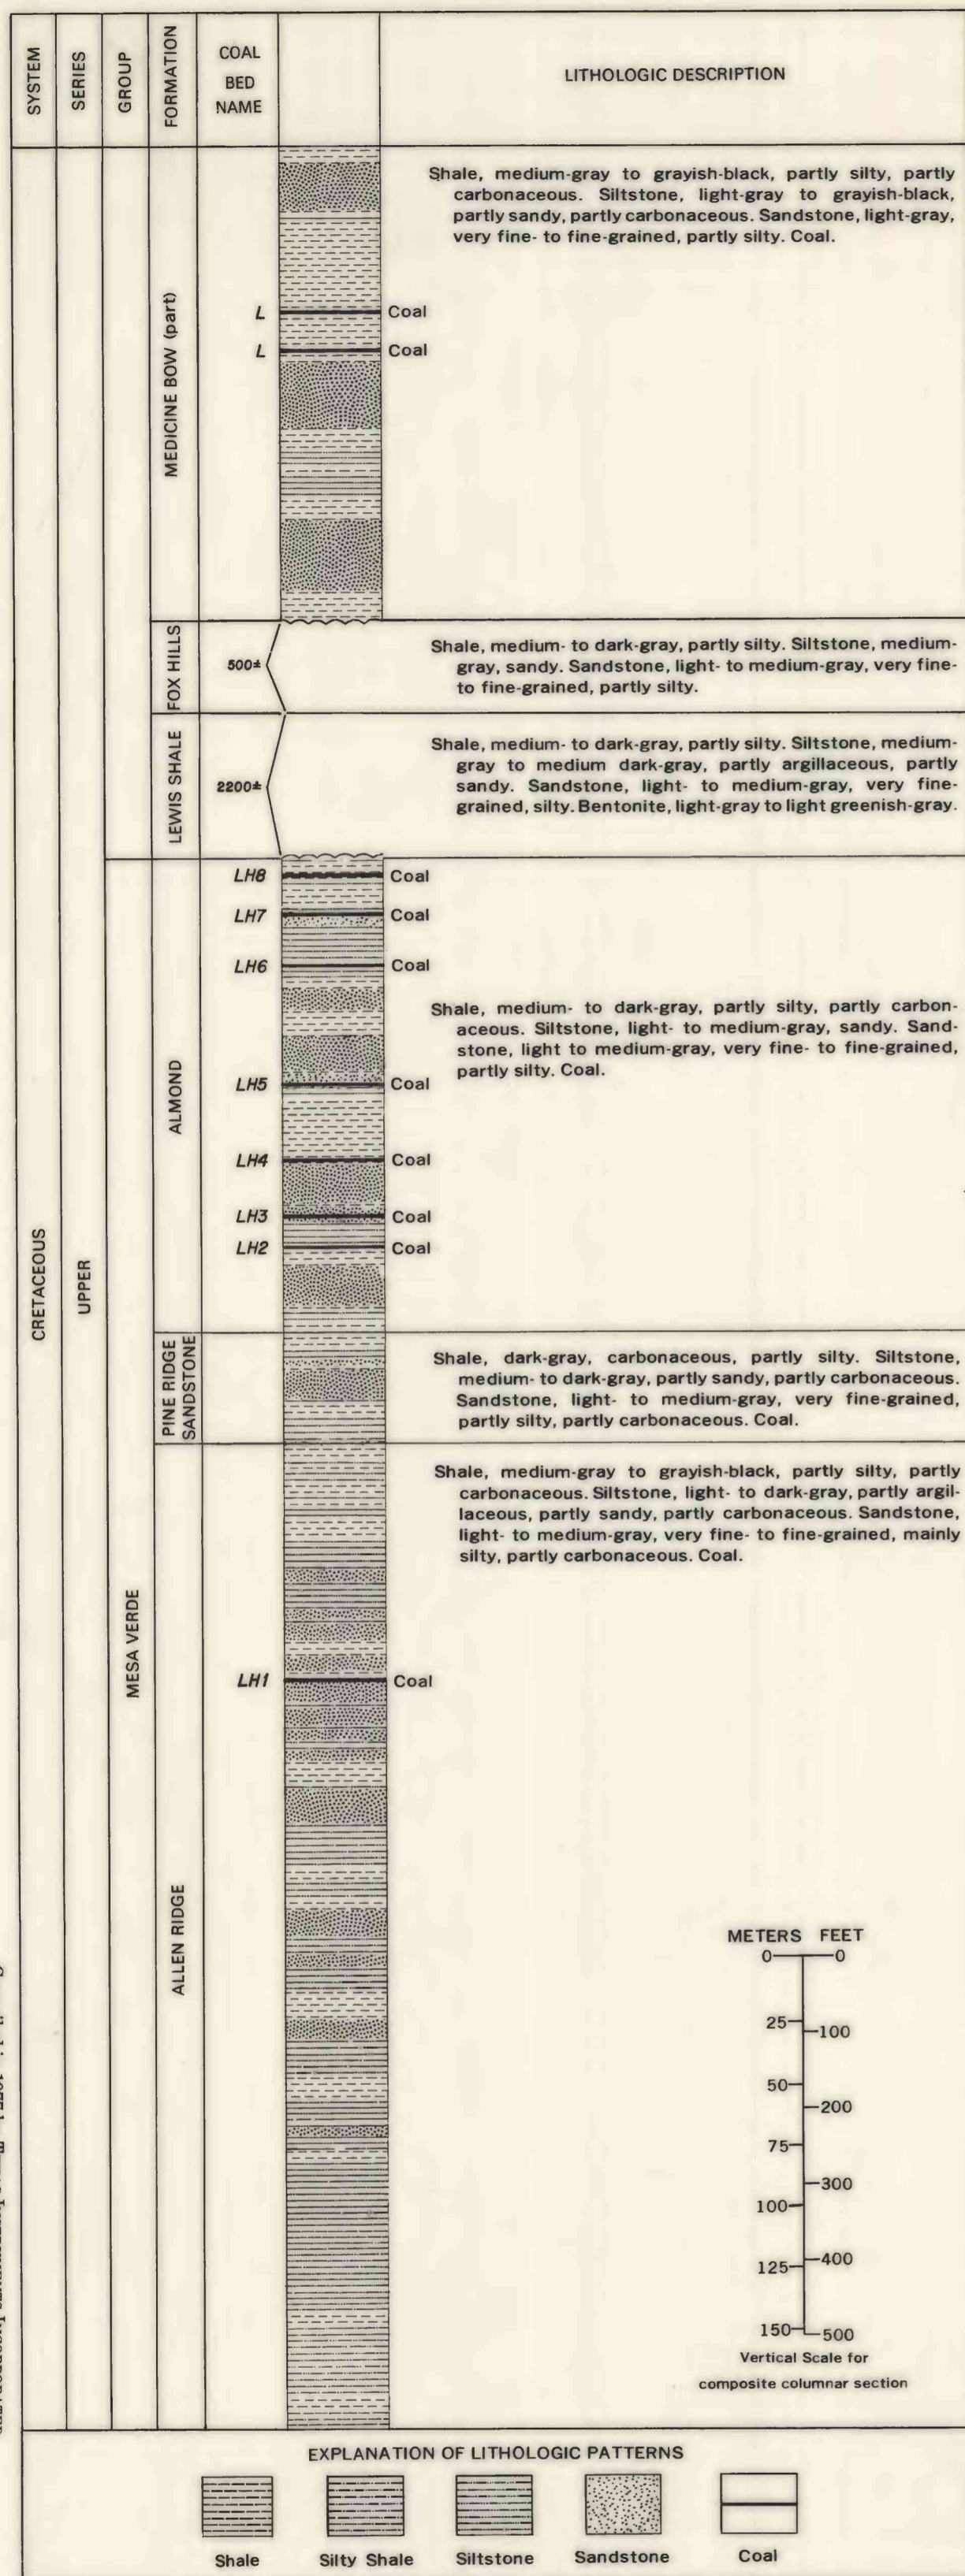 SYSTEM
SERIES
GROUP
FORMATION
COAL
BED
NAME
LITHOLOGIC DESCRIPTION
CRETACEOUS
UPPER
MESA VERDE
MEDICINE BOW (part)
Shale, medium-gray to grayish-black, partly silty, partly
carbonaceous. Siltstone, light-gray to grayish-black,
partly sandy, partly carbonaceous. Sandstone, light-gray,
very fine- to fine-grained, partly silty. Coal.
L Coal
L Coal
FOX HILLS
500±
Shale, medium- to dark-gray, partly silty. Siltstone, medium-
gray, sandy. Sandstone, light- to medium-gray, very fine-
to fine-grained, partly silty.
LEWIS SHALE
2200±
Shale, medium- to dark-gray, partly silty. Siltstone, medium-
gray to medium dark-gray, partly argillaceous, partly
sandy. Sandstone, light- to medium-gray, very fine-
grained, silty. Bentonite, light-gray to light greenish-gray.
ALMOND
LH8 Coal
LH7 Coal
LH6 Coal
Shale, medium- to dark-gray, partly silty, partly carbon-
aceous. Siltstone, light- to medium-gray, sandy. Sand-
stone, light to medium-gray, very fine- to fine-grained,
partly silty. Coal.
LH5 Coal
LH4 Coal
LH3 Coal
LH2 Coal
PINE RIDGE
SANDSTONE
Shale, dark-gray, carbonaceous, partly silty. Siltstone,
medium- to dark-gray, partly sandy, partly carbonaceous.
Sandstone, light- to medium-gray, very fine-grained,
partly silty, partly carbonaceous. Coal.
ALLEN RIDGE
Shale, medium-gray to grayish-black, partly silty, partly
carbonaceous. Siltstone, light- to dark-gray, partly argil-
laceous, partly sandy, partly carbonaceous. Sandstone,
light- to medium-gray, very fine- to fine-grained, mainly
silty, partly carbonaceous. Coal.
LH1 Coal
METERS FEET
0 0
25
100
50
200
75
300
100
400
125
150 500
Vertical Scale for
composite columnar section
EXPLANATION OF LITHOLOGIC PATTERNS
Shale Silty Shale Siltstone Sandstone Coal